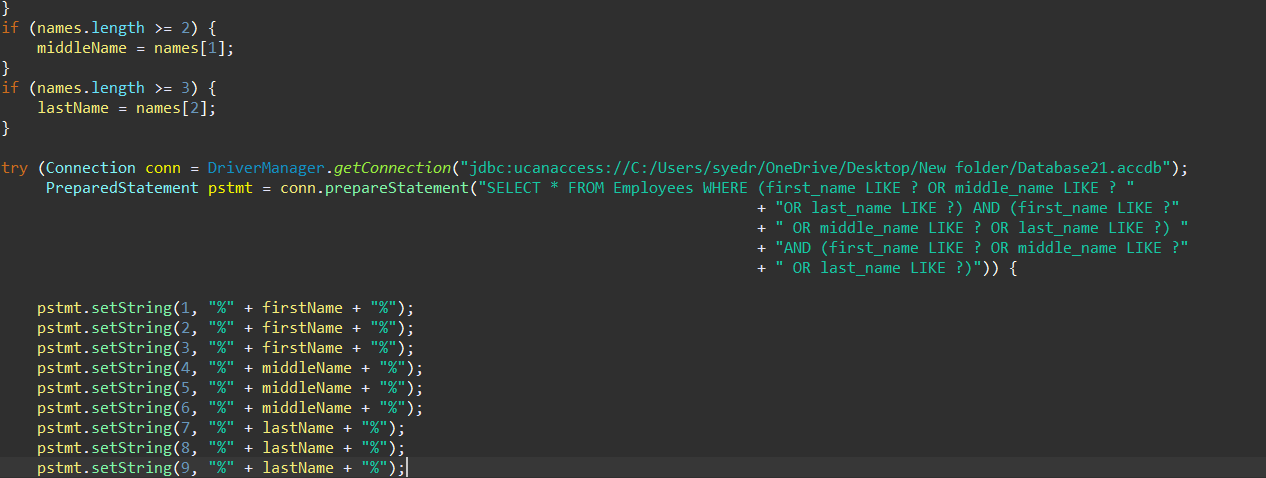 }
if (names.length >= 2) {
    middleName = names[1];
}
if (names.length >= 3) {
    lastName = names[2];
}
try (Connection conn = DriverManager.getConnection("jdbc:ucanaccess://C:/Users/syedr/OneDrive/Desktop/New folder/Database21.accdb");
     PreparedStatement pstmt = conn.prepareStatement("SELECT * FROM Employees WHERE (first_name LIKE ? OR middle_name LIKE ? "
                                                                                    + "OR last_name LIKE ?) AND (first_name LIKE ?"
                                                                                    + " OR middle_name LIKE ? OR last_name LIKE ?) "
                                                                                    + "AND (first_name LIKE ? OR middle_name LIKE ?"
                                                                                    + " OR last_name LIKE ?)")) {
    pstmt.setString(1, "%" + firstName + "%");
    pstmt.setString(2, "%" + firstName + "%");
    pstmt.setString(3, "%" + firstName + "%");
    pstmt.setString(4, "%" + middleName + "%");
    pstmt.setString(5, "%" + middleName + "%");
    pstmt.setString(6, "%" + middleName + "%");
    pstmt.setString(7, "%" + lastName + "%");
    pstmt.setString(8, "%" + lastName + "%");
    pstmt.setString(9, "%" + lastName + "%");